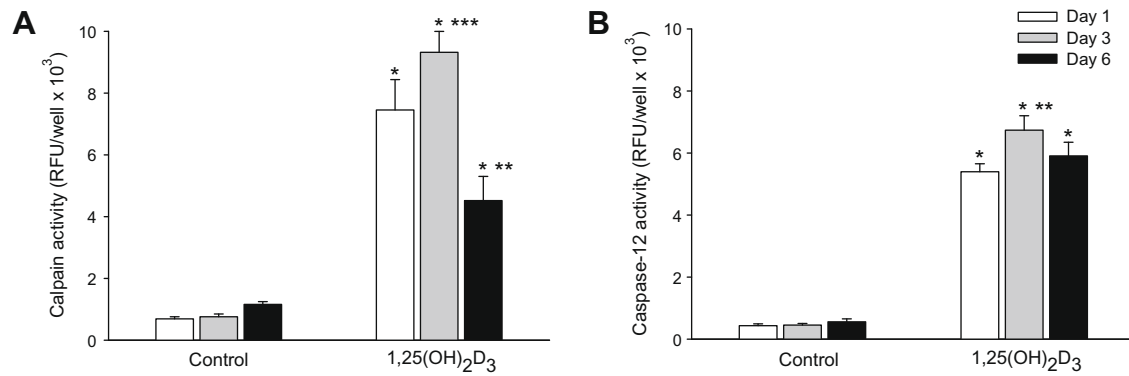 A
Calpain activity (RFU/well x 10³)
10
8
6
4
2
0
* ***
*
* **
Control
1,25(OH)₂D₃
B
Caspase-12 activity (RFU/well x 10³)
10
8
6
4
2
0
Day 1
Day 3
Day 6
* **
*
*
Control
1,25(OH)₂D₃